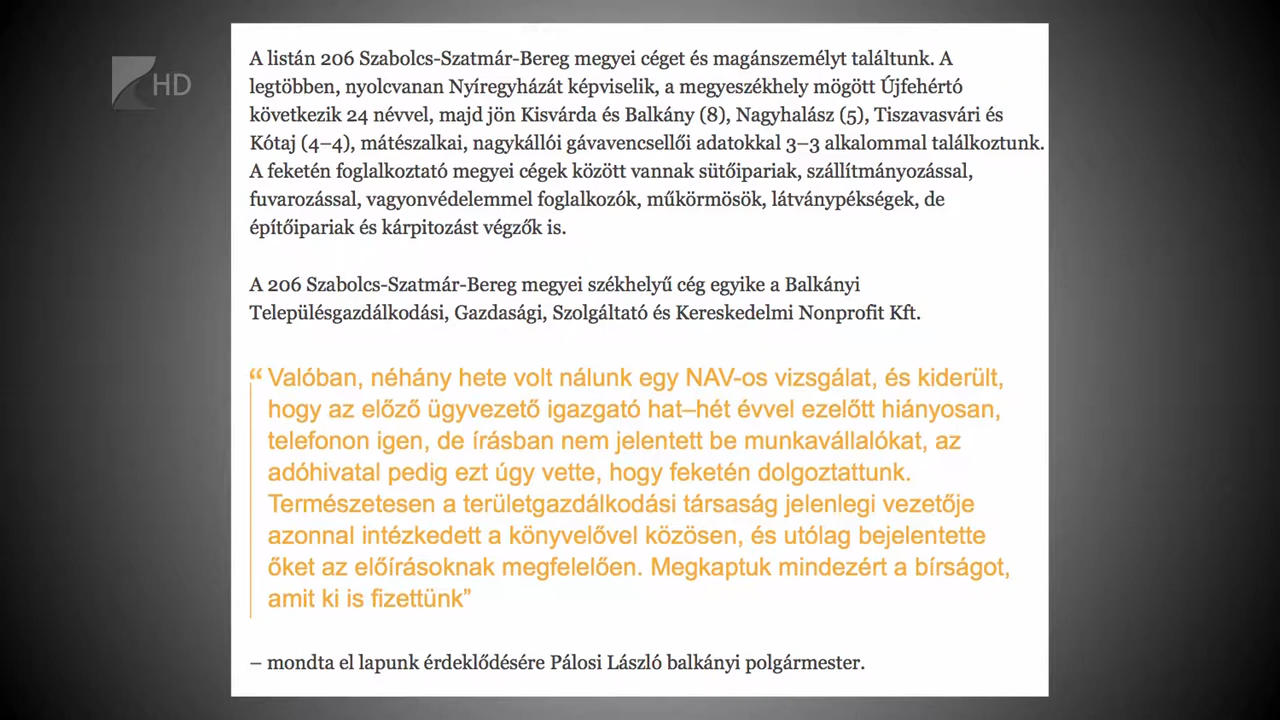 HD
A listán 206 Szabolcs-Szatmár-Bereg megyei céget és magánszemélyt találtunk. A
legtöbben, nyolcvanan Nyíregyházát képviselik, a megyeszékhely mögött Újfehértó
következik 24 névvel, majd jön Kisvárda és Balkány (8), Nagyhalász (5), Tiszavasvári és
Kótaj (4–4), mátészalkai, nagykállói gávavencsellői adatokkal 3–3 alkalommal találkoztunk.
A feketén foglalkoztató megyei cégek között vannak sütőipariak, szállítmányozással,
fuvarozással, vagyonvédelemmel foglalkozók, műkörmösök, látványpékségek, de
építőipariak és kárpitozást végzők is.
A 206 Szabolcs-Szatmár-Bereg megyei székhelyű cég egyike a Balkányi
Településgazdálkodási, Gazdasági, Szolgáltató és Kereskedelmi Nonprofit Kft.
“ Valóban, néhány hete volt nálunk egy NAV-os vizsgálat, és kiderült,
hogy az előző ügyvezető igazgató hat–hét évvel ezelőtt hiányosan,
telefonon igen, de írásban nem jelentett be munkavállalókat, az
adóhivatal pedig ezt úgy vette, hogy feketén dolgoztattunk.
Természetesen a területgazdálkodási társaság jelenlegi vezetője
azonnal intézkedett a könyvelővel közösen, és utólag bejelentette
őket az előírásoknak megfelelően. Megkaptuk mindezért a bírságot,
amit ki is fizettünk”
– mondta el lapunk érdeklődésére Pálosi László balkányi polgármester.